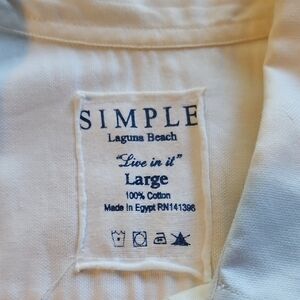 SIMPLE
Laguna Beach
"Live in it"
Large
100% Cotton
Made In Egypt RN141396